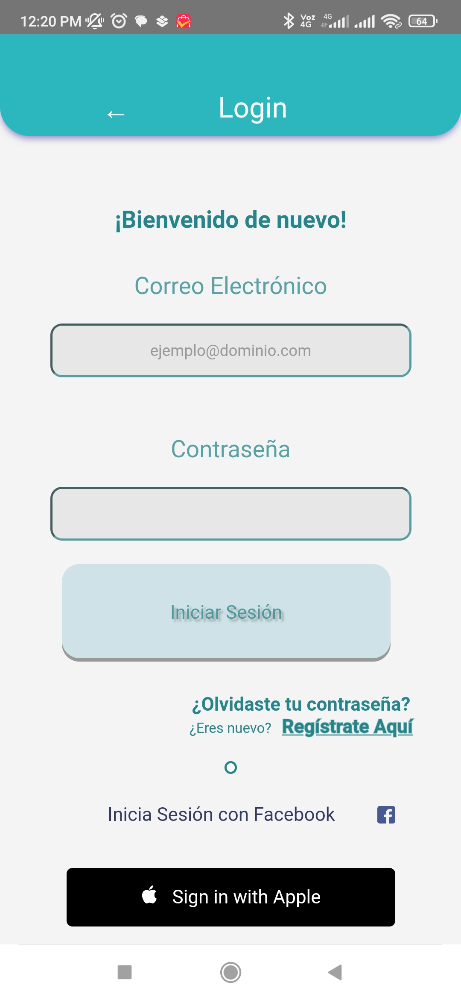 12:20 PM
Voz 4G
4G
64
← Login
¡Bienvenido de nuevo!
Correo Electrónico
ejemplo@dominio.com
Contraseña
Iniciar Sesión
¿Olvidaste tu contraseña?
¿Eres nuevo? Regístrate Aquí
O
Inicia Sesión con Facebook
Sign in with Apple